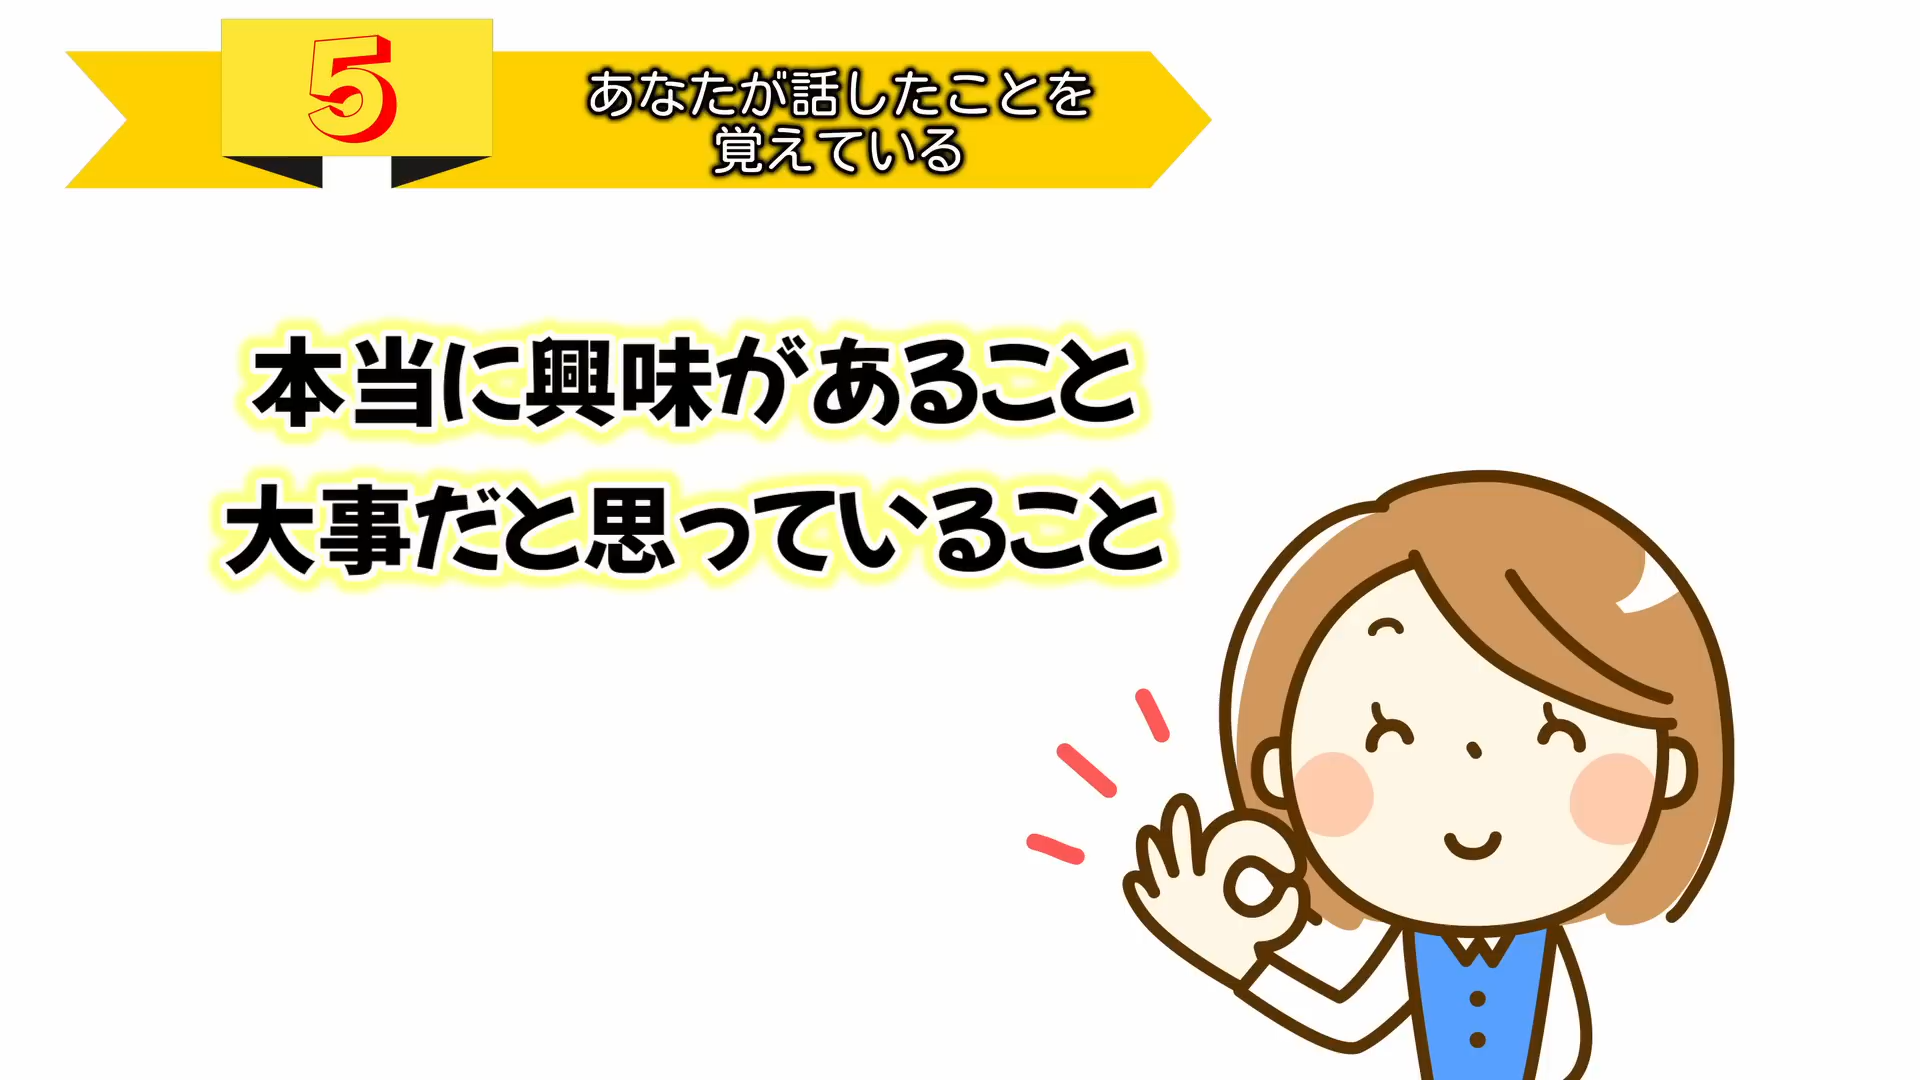 5
あなたが話したことを
覚えている
本当に興味があること
大事だと思っていること